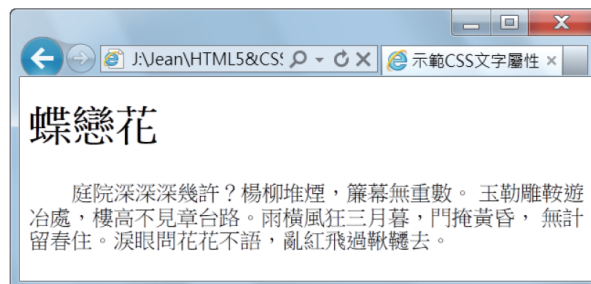 J:\Jean\HTML5&CS:
示範CSS文字屬性
蝶戀花
庭院深深深幾許？楊柳堆煙，簾幕無重數。 玉勒雕鞍遊
冶處，樓高不見章台路。雨橫風狂三月暮，門掩黃昏， 無計
留春住。淚眼問花花不語，亂紅飛過鞦韆去。